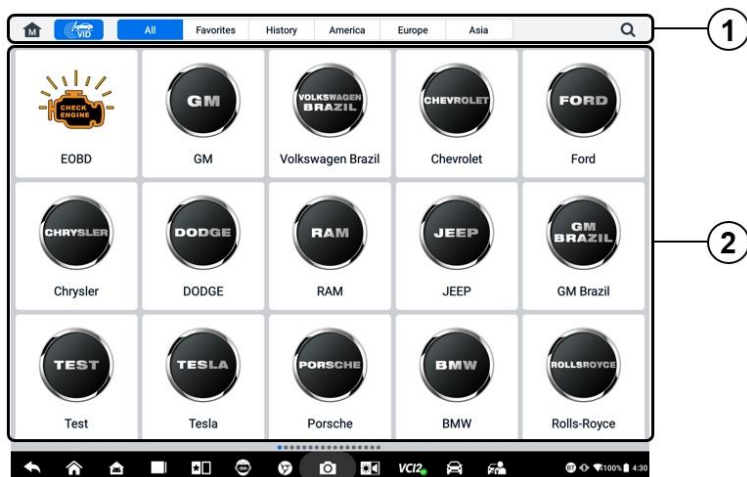 M VID All Favorites History America Europe Asia 1
CHECK
ENGINE GM VOLKSWAGEN
BRAZIL CHEVROLET FORD
EOBD GM Volkswagen Brazil Chevrolet Ford
CHRYSLER DODGE RAM JEEP GM
BRAZIL 2
Chrysler DODGE RAM JEEP GM Brazil
TEST TESLA PORSCHE BMW ROLLSROYCE
Test Tesla Porsche BMW Rolls-Royce
VCI2 BT 100% 4:30